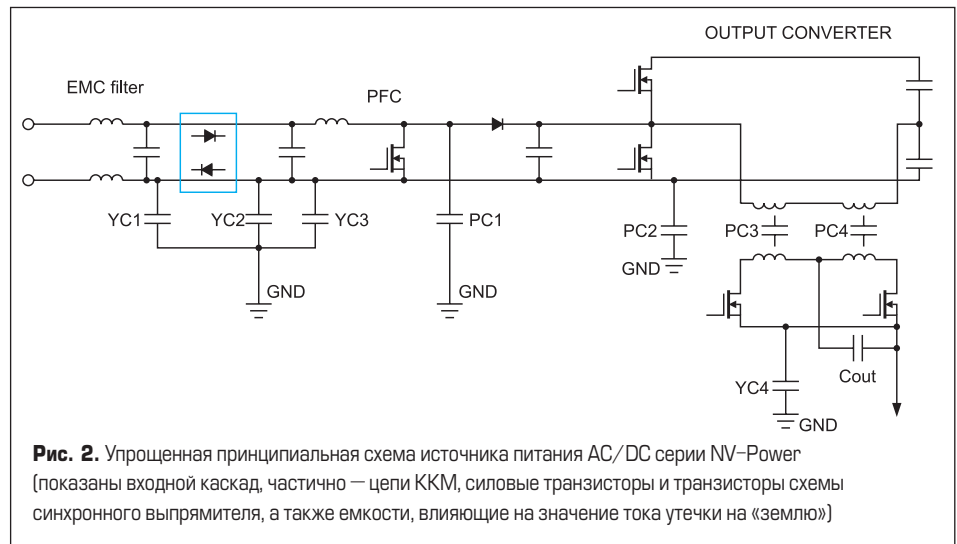 OUTPUT CONVERTER
EMC filter
PFC
YC1
YC2
YC3
PC1
PC2
PC3
PC4
GND
GND
YC4
Cout
GND
Рис. 2. Упрощенная принципиальная схема источника питания AC/DC серии NV–Power
(показаны входной каскад, частично — цепи ККМ, силовые транзисторы и транзисторы схемы
синхронного выпрямителя, а также емкости, влияющие на значение тока утечки на «землю»)